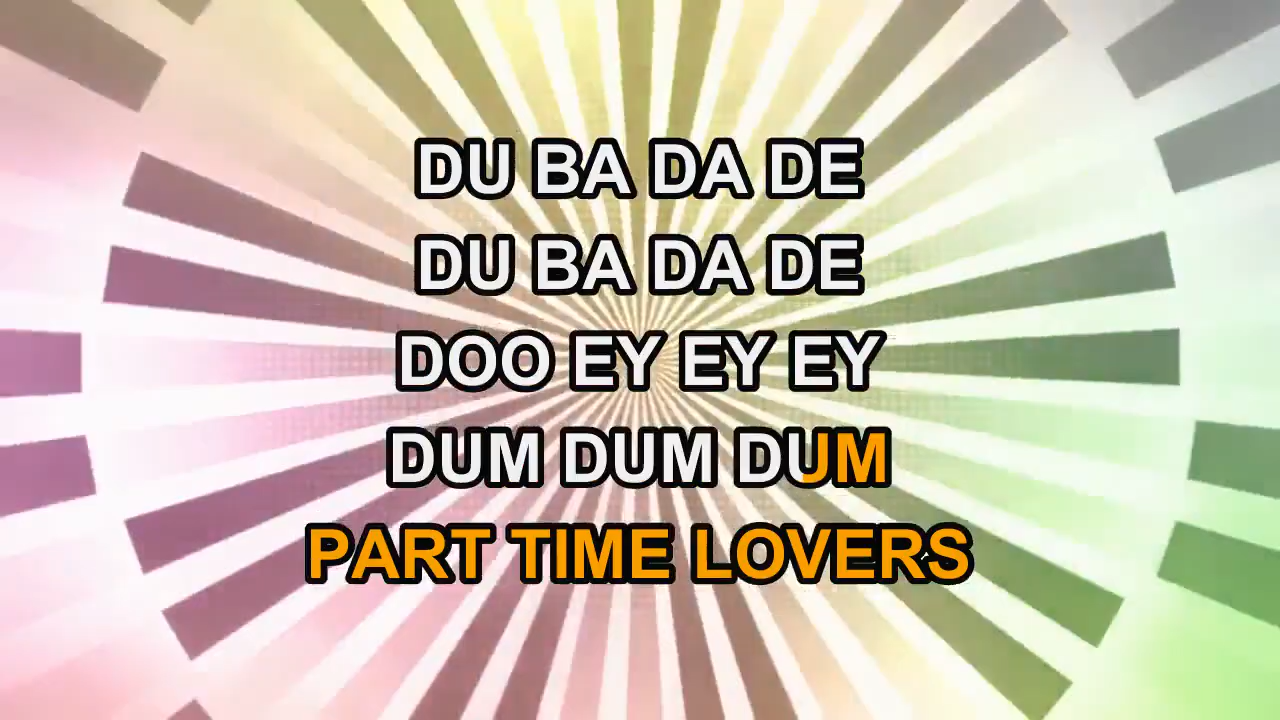 DU BA DA DE
DU BA DA DE
DOO EY EY EY
DUM DUM DUM
PART TIME LOVERS